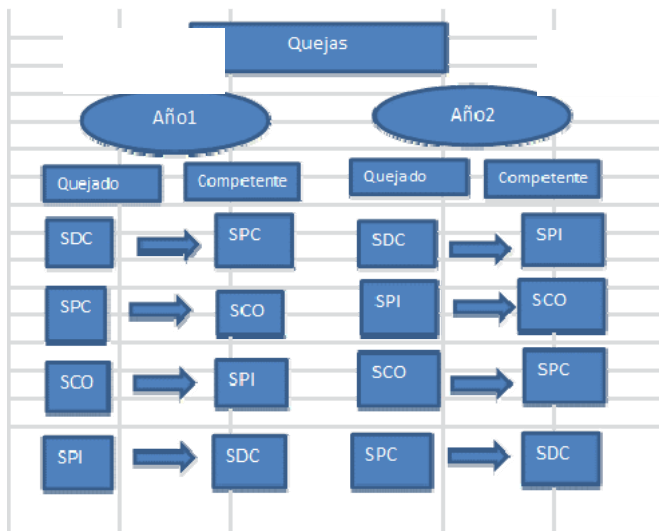 Quejas
Año1 Año2
Quejado Competente Quejado Competente
SDC SPC SDC SPI
SPC SCO SPI SCO
SCO SPI SCO SPC
SPI SDC SPC SDC